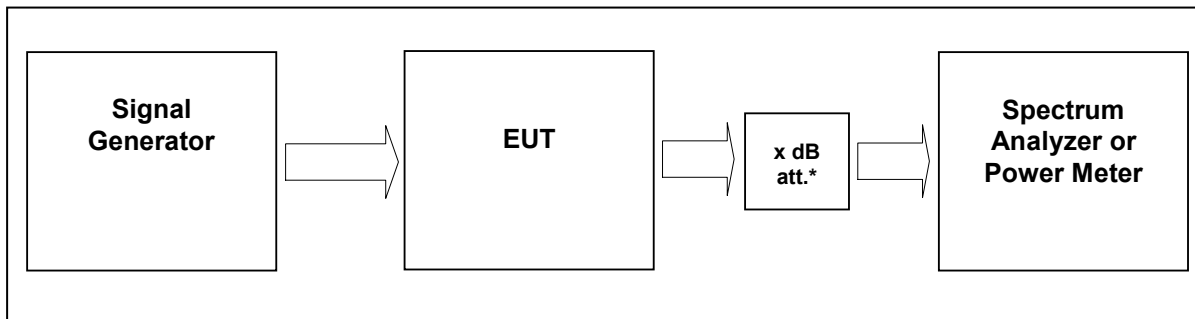 Signal
Generator
EUT
x dB
att.*
Spectrum
Analyzer or
Power Meter